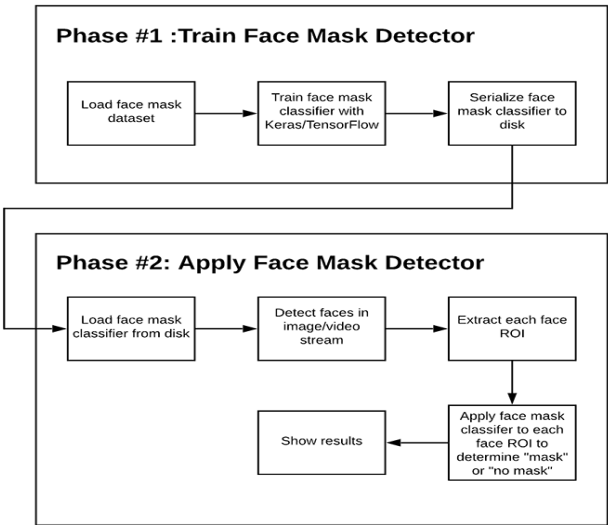 Phase #1 :Train Face Mask Detector
Load face mask
dataset
Train face mask
classifier with
Keras/TensorFlow
Serialize face
mask classifier to
disk
Phase #2: Apply Face Mask Detector
Load face mask
classifier from disk
Detect faces in
image/video
stream
Extract each face
ROI
Apply face mask
classifer to each
face ROI to
determine "mask"
or "no mask"
Show results